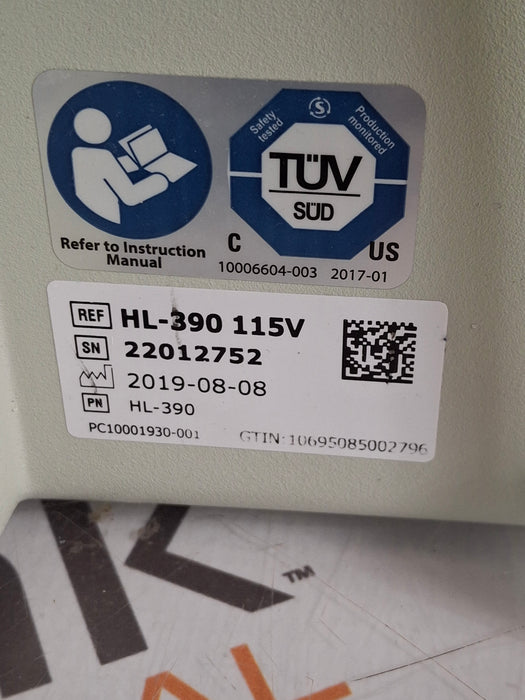 Safety tested
Production monitored
TÜV
SÜD
C US
Refer to Instruction
Manual
10006604-003 2017-01
REF HL-390 115V
SN 22012752
2019-08-08
PN HL-390
PC10001930-001 GTIN:10695085002796
TM